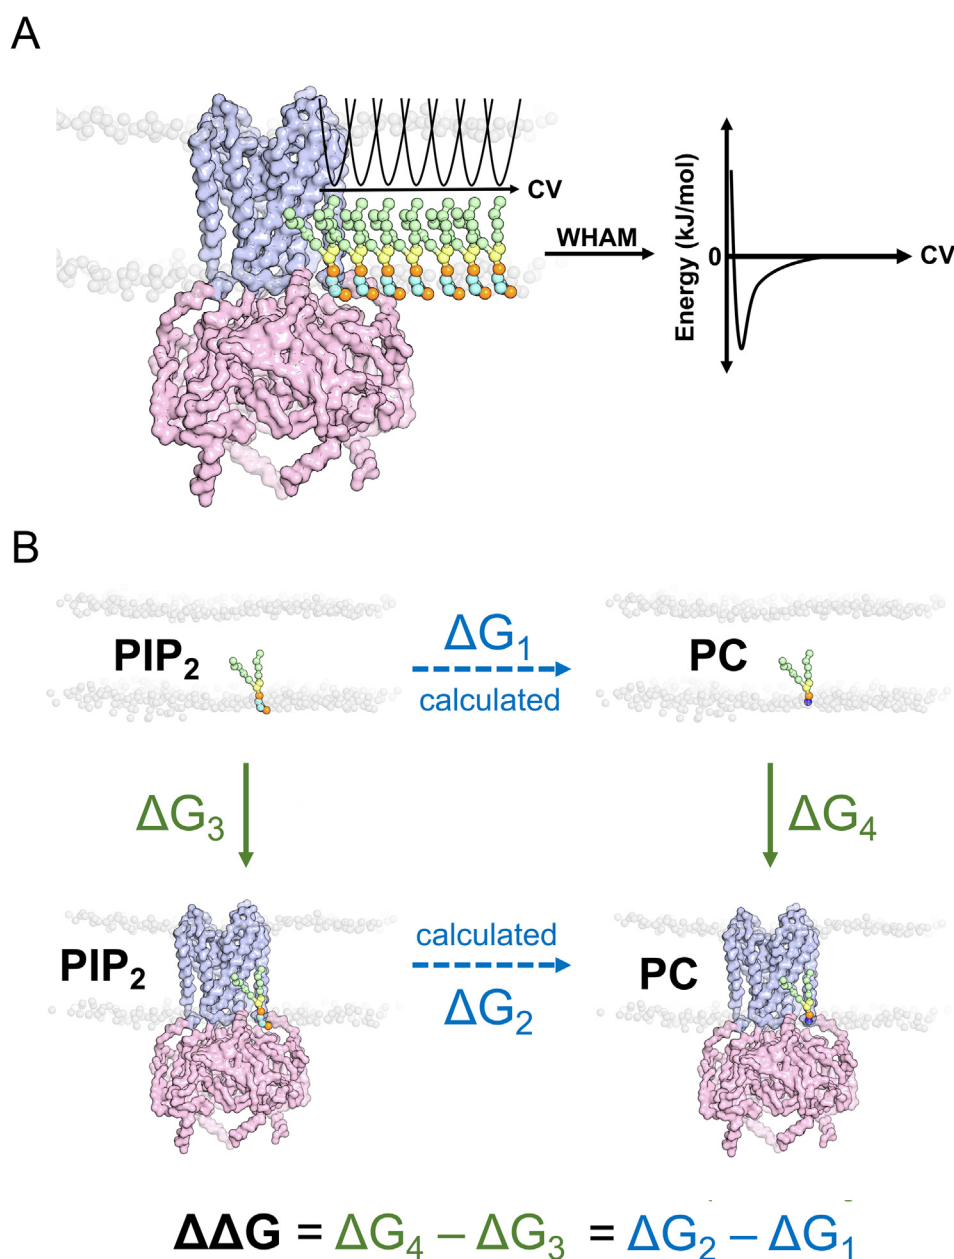 A
CV
WHAM
Energy (kJ/mol)
0
CV
B
PIP₂
ΔG₁
calculated
PC
ΔG₃
ΔG₄
PIP₂
calculated
ΔG₂
PC
ΔΔG = ΔG₄ – ΔG₃ = ΔG₂ – ΔG₁